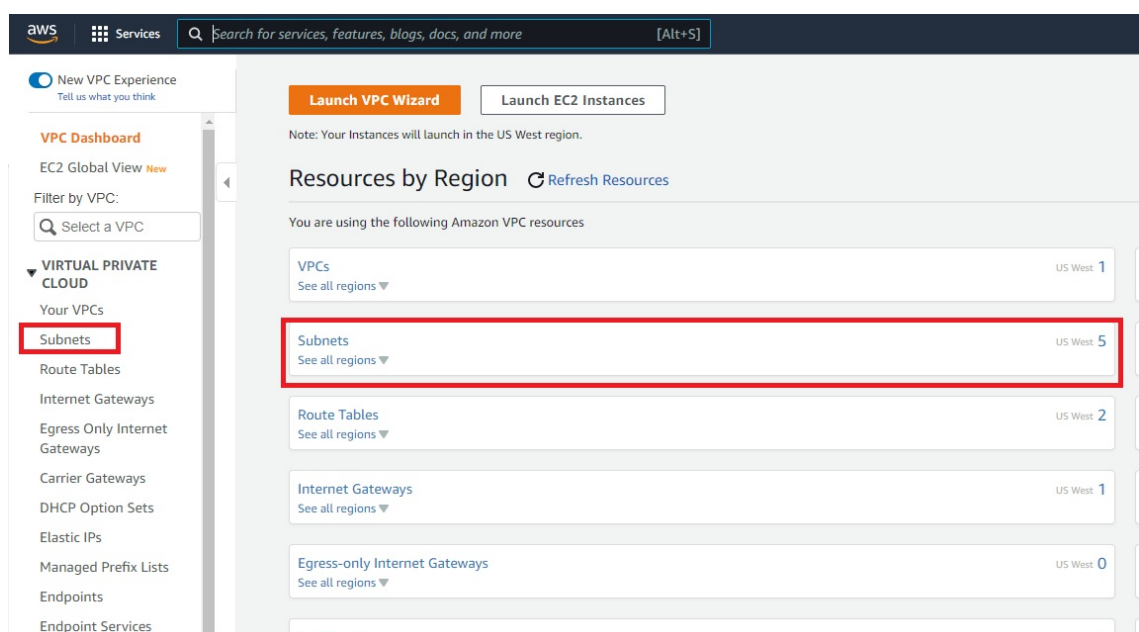 aws
Services
Search for services, features, blogs, docs, and more [Alt+S]
New VPC Experience
Tell us what you think
VPC Dashboard
EC2 Global View New
Filter by VPC:
Select a VPC
VIRTUAL PRIVATE
CLOUD
Your VPCs
Subnets
Route Tables
Internet Gateways
Egress Only Internet
Gateways
Carrier Gateways
DHCP Option Sets
Elastic IPs
Managed Prefix Lists
Endpoints
Endpoint Services
Launch VPC Wizard
Launch EC2 Instances
Note: Your Instances will launch in the US West region.
Resources by Region Refresh Resources
You are using the following Amazon VPC resources
VPCs US West 1
See all regions
Subnets US West 5
See all regions
Route Tables US West 2
See all regions
Internet Gateways US West 1
See all regions
Egress-only Internet Gateways US West 0
See all regions